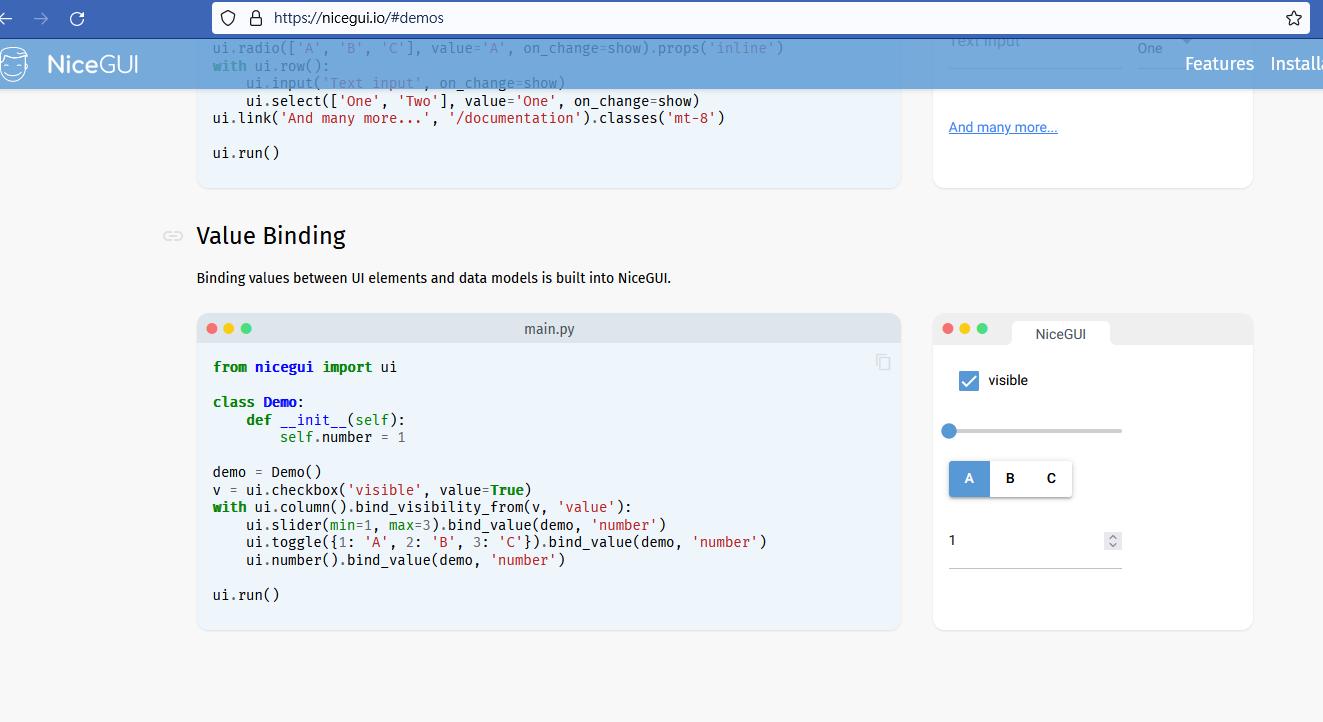 https://nicegui.io/#demos
NiceGUI
Features Installa
ui.radio(['A', 'B', 'C'], value='A', on_change=show).props('inline')
with ui.row():
    ui.input('Text input', on_change=show)
    ui.select(['One', 'Two'], value='One', on_change=show)
ui.link('And many more...', '/documentation').classes('mt-8')
ui.run()
Text input
One
And many more...
Value Binding
Binding values between UI elements and data models is built into NiceGUI.
main.py
from nicegui import ui
class Demo:
    def __init__(self):
        self.number = 1
demo = Demo()
v = ui.checkbox('visible', value=True)
with ui.column().bind_visibility_from(v, 'value'):
    ui.slider(min=1, max=3).bind_value(demo, 'number')
    ui.toggle({1: 'A', 2: 'B', 3: 'C'}).bind_value(demo, 'number')
    ui.number().bind_value(demo, 'number')
ui.run()
NiceGUI
visible
A B C
1